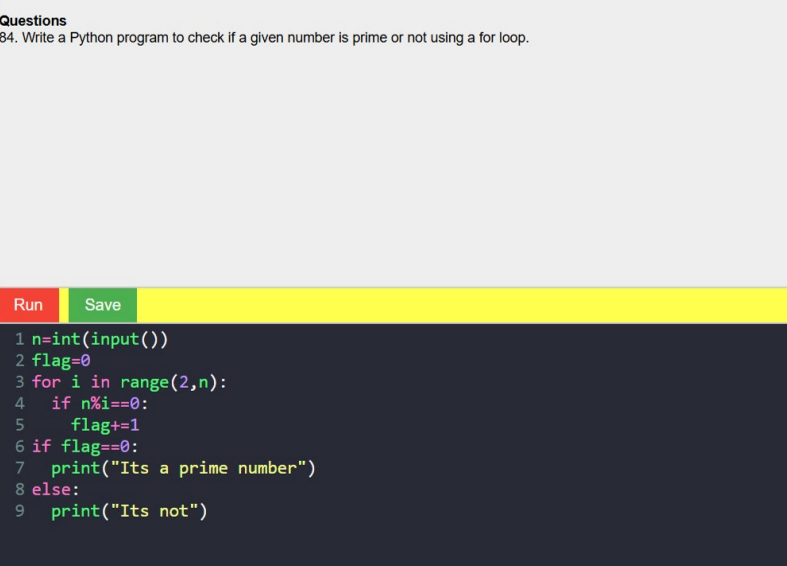 Questions
84. Write a Python program to check if a given number is prime or not using a for loop.
Run Save
1 n=int(input())
2 flag=0
3 for i in range(2,n):
4   if n%i==0:
5     flag+=1
6 if flag==0:
7   print("Its a prime number")
8 else:
9   print("Its not")